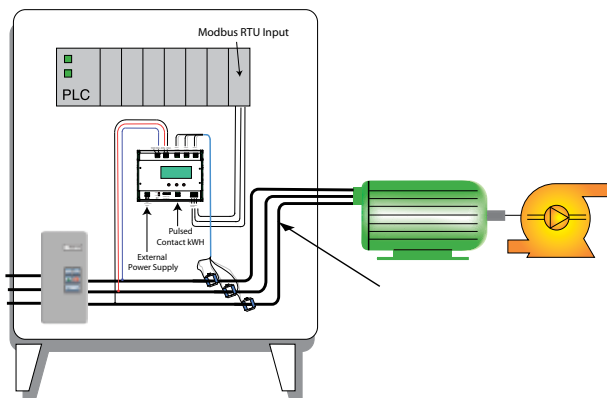 Modbus RTU Input
PLC
Pulsed
Contact kWH
External
Power Supply